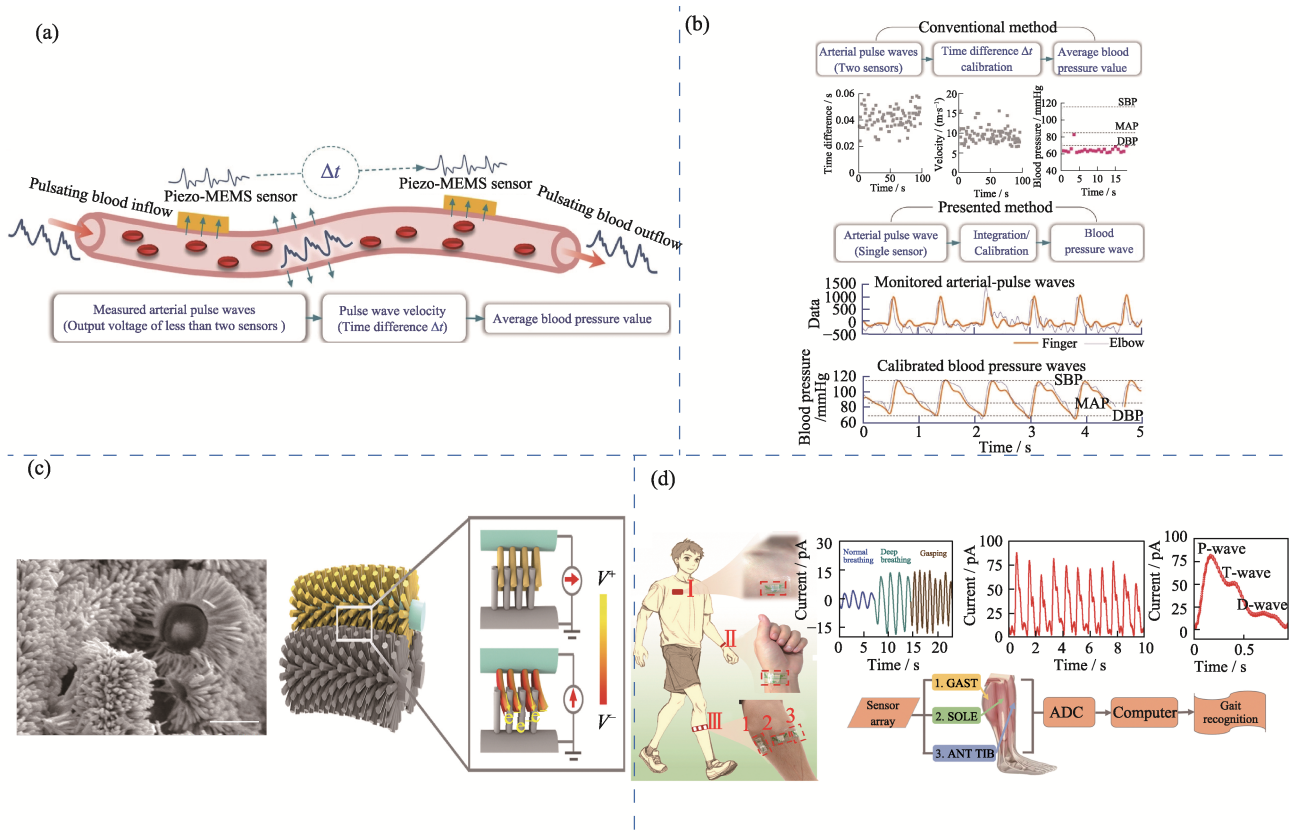 (a)
Δt
Piezo-MEMS sensor
Piezo-MEMS sensor
Pulsating blood inflow
Pulsating blood outflow
Measured arterial pulse waves
(Output voltage of less than two sensors )
Pulse wave velocity
(Time difference Δt)
Average blood pressure value
(b)
Conventional method
Arterial pulse waves
(Two sensors)
Time difference Δt
calibration
Average blood
pressure value
Time difference / s
0.06
0.04
0.02
0 50 100
Time / s
Velocity / (m·s⁻¹)
20
15
10
5
0
0 50 100
Time / s
Blood pressure / mmHg
120
100
80
60
SBP
MAP
DBP
0 5 10 15
Time / s
Presented method
Arterial pulse wave
(Single sensor)
Integration/
Calibration
Blood
pressure wave
Monitored arterial-pulse waves
Data
1500
1000
500
0
−500
Finger
Elbow
Calibrated blood pressure waves
Blood pressure
/mmHg
120
100
80
60
SBP
MAP
DBP
0 1 2 3 4 5
Time / s
(c)
V⁺
V⁻
e
e
e
(d)
I
II
III
1
2
3
Current / pA
30
15
0
−15
Normal
breathing
Deep
breathing
Gasping
0 5 10 15 20
Time / s
Current / pA
100
75
50
25
0
0 2 4 6 8 10
Time / s
Current / pA
100
75
50
25
0
P-wave
T-wave
D-wave
0 0.5
Time / s
Sensor
array
1. GAST
2. SOLE
3. ANT TIB
ADC
Computer
Gait
recognition